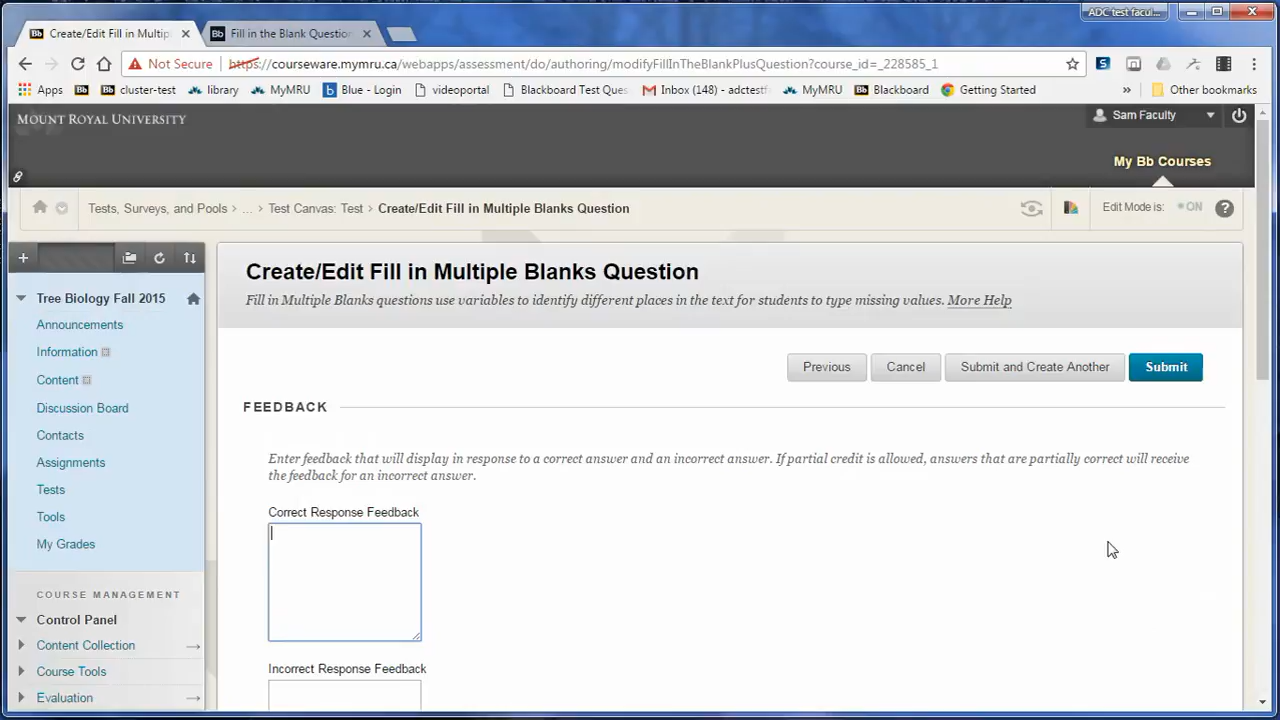 ADC test facul...
Create/Edit Fill in Multip
Fill in the Blank Question
Not Secure
https://courseware.mymru.ca/webapps/assessment/do/authoring/modifyFillInTheBlankPlusQuestion?course_id=_228585_1
Apps
cluster-test
library
MyMRU
Blue - Login
videoportal
Blackboard Test Ques
Inbox (148) - adctestf
MyMRU
Blackboard
Getting Started
»
Other bookmarks
MOUNT ROYAL UNIVERSITY
Sam Faculty
My Bb Courses
Tests, Surveys, and Pools > ... > Test Canvas: Test > Create/Edit Fill in Multiple Blanks Question
Edit Mode is: ON ?
Tree Biology Fall 2015
Announcements
Information
Content
Discussion Board
Contacts
Assignments
Tests
Tools
My Grades
COURSE MANAGEMENT
Control Panel
Content Collection
Course Tools
Evaluation
Create/Edit Fill in Multiple Blanks Question
Fill in Multiple Blanks questions use variables to identify different places in the text for students to type missing values. More Help
Previous
Cancel
Submit and Create Another
Submit
FEEDBACK
Enter feedback that will display in response to a correct answer and an incorrect answer. If partial credit is allowed, answers that are partially correct will receive
the feedback for an incorrect answer.
Correct Response Feedback
Incorrect Response Feedback